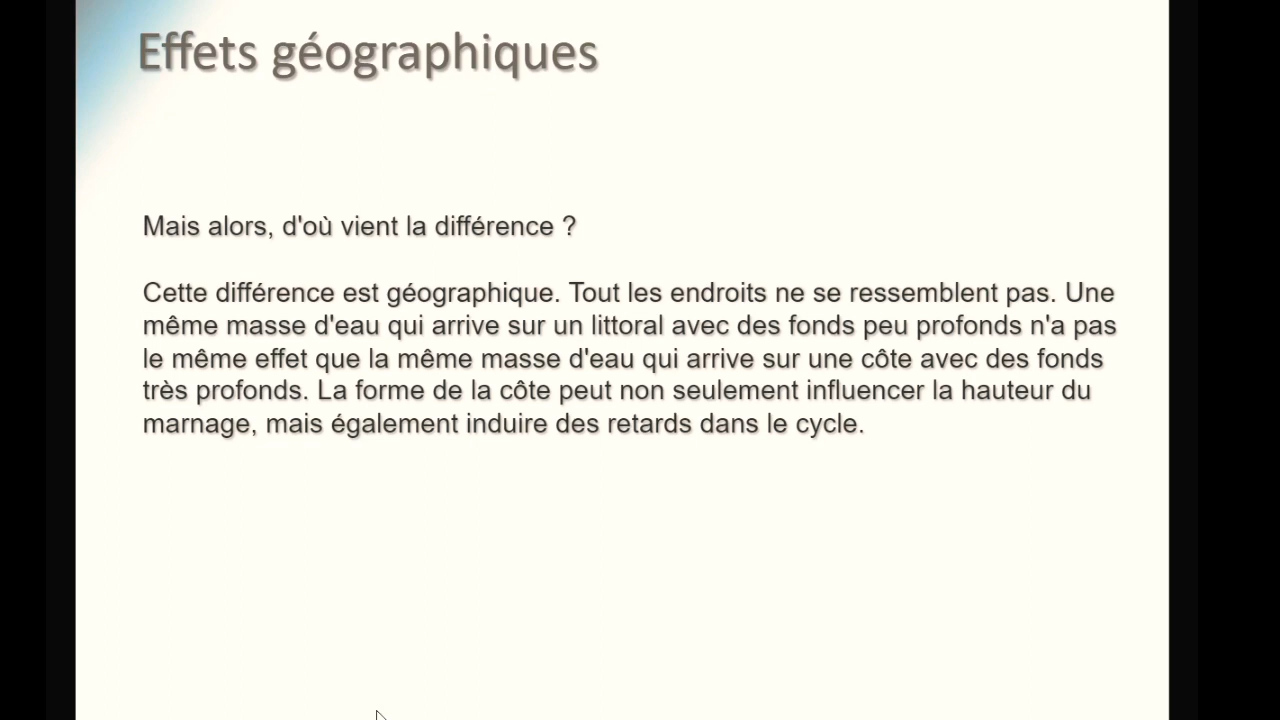 Effets géographiques
Mais alors, d'où vient la différence ?
Cette différence est géographique. Tout les endroits ne se ressemblent pas. Une
même masse d'eau qui arrive sur un littoral avec des fonds peu profonds n'a pas
le même effet que la même masse d'eau qui arrive sur une côte avec des fonds
très profonds. La forme de la côte peut non seulement influencer la hauteur du
marnage, mais également induire des retards dans le cycle.